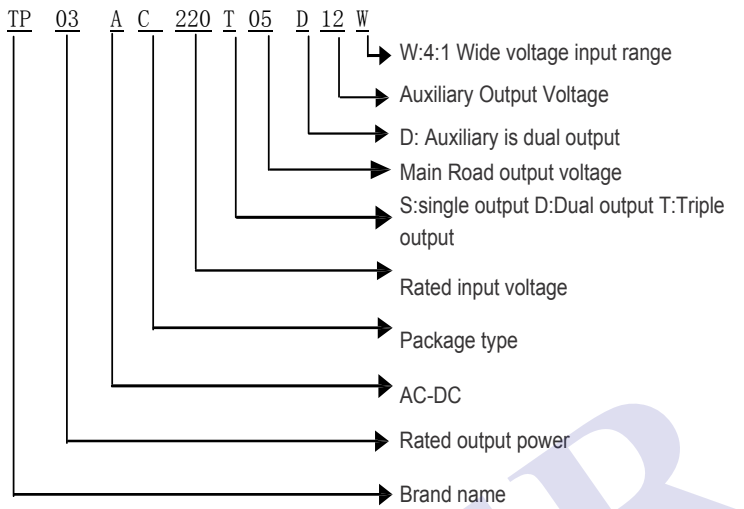 TP 03 A C 220 T 05 D 12 W
W:4:1 Wide voltage input range
Auxiliary Output Voltage
D: Auxiliary is dual output
Main Road output voltage
S:single output D:Dual output T:Triple
output
Rated input voltage
Package type
AC-DC
Rated output power
Brand name